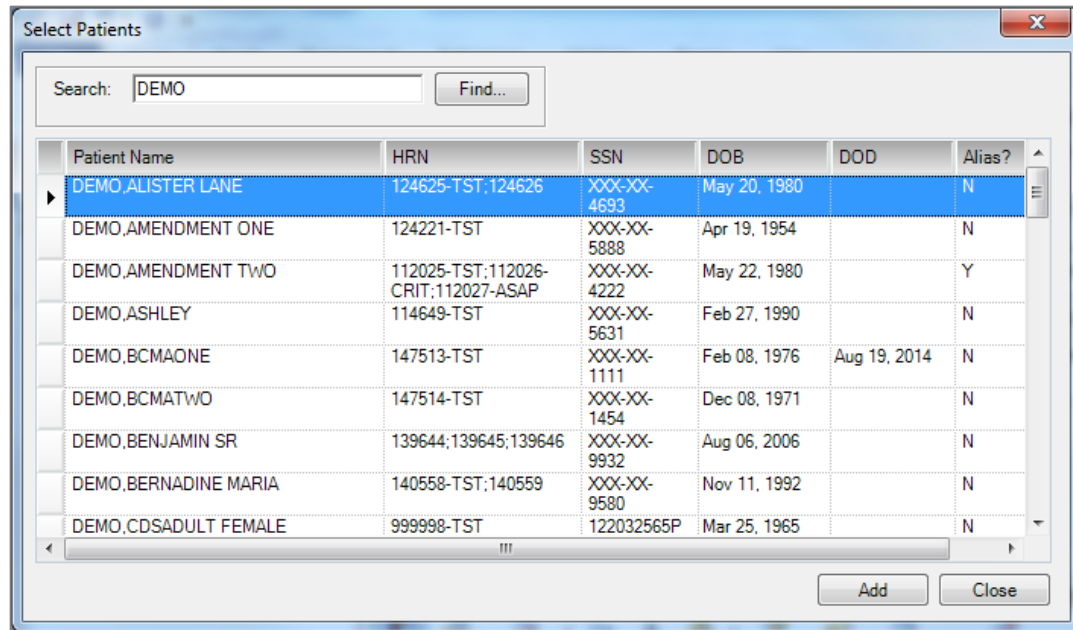 Select Patients
Search: DEMO Find...
Patient Name HRN SSN DOB DOD Alias?
DEMO,ALISTER LANE 124625-TST;124626 XXX-XX- May 20, 1980 N
4693
DEMO,AMENDMENT ONE 124221-TST XXX-XX- Apr 19, 1954 N
5888
DEMO,AMENDMENT TWO 112025-TST;112026- XXX-XX- May 22, 1980 Y
CRIT;112027-ASAP 4222
DEMO,ASHLEY 114649-TST XXX-XX- Feb 27, 1990 N
5631
DEMO,BCMAONE 147513-TST XXX-XX- Feb 08, 1976 Aug 19, 2014 N
1111
DEMO,BCMATWO 147514-TST XXX-XX- Dec 08, 1971 N
1454
DEMO,BENJAMIN SR 139644;139645;139646 XXX-XX- Aug 06, 2006 N
9932
DEMO,BERNADINE MARIA 140558-TST;140559 XXX-XX- Nov 11, 1992 N
9580
DEMO,CDSADULT FEMALE 999998-TST 122032565P Mar 25, 1965 N
Add Close